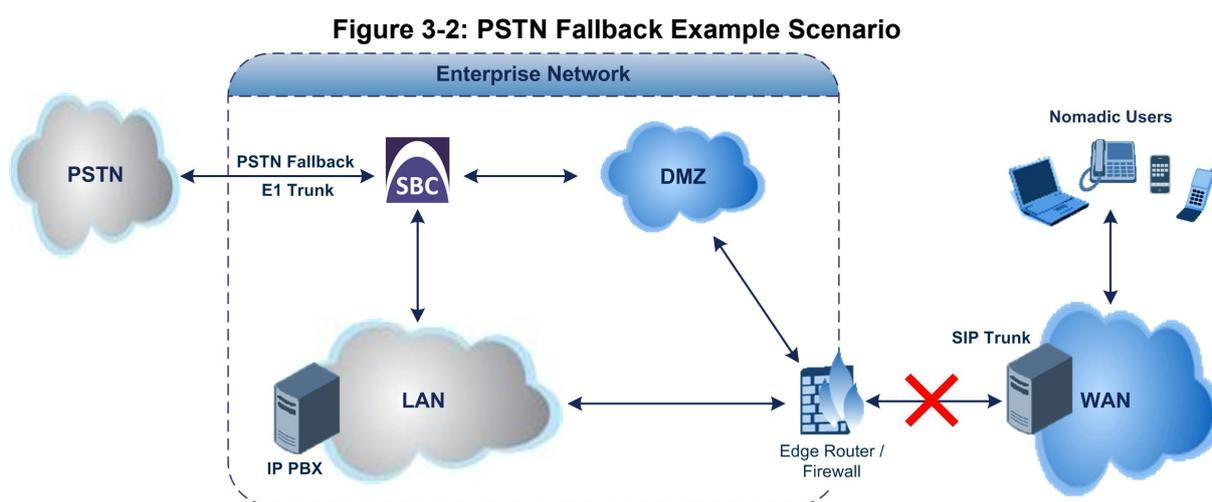 Figure 3-2: PSTN Fallback Example Scenario
Enterprise Network
Nomadic Users
PSTN
PSTN Fallback
E1 Trunk
SBC
DMZ
SIP Trunk
LAN
WAN
IP PBX
Edge Router /
Firewall